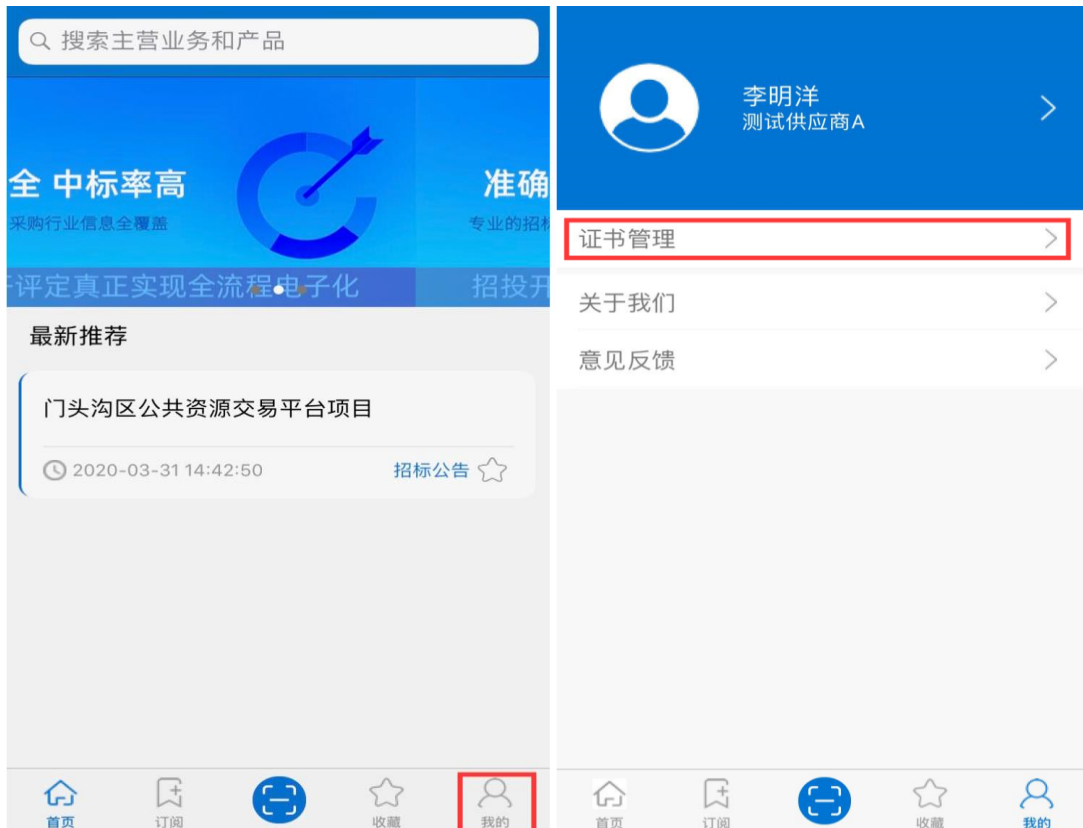 搜索主营业务和产品
全 中标率高
采购行业信息全覆盖
准确
专业的招标
评定真正实现全流程电子化
招投开
最新推荐
门头沟区公共资源交易平台项目
2020-03-31 14:42:50
招标公告
首页
订阅
收藏
我的
李明洋
测试供应商A
证书管理
关于我们
意见反馈
首页
订阅
收藏
我的